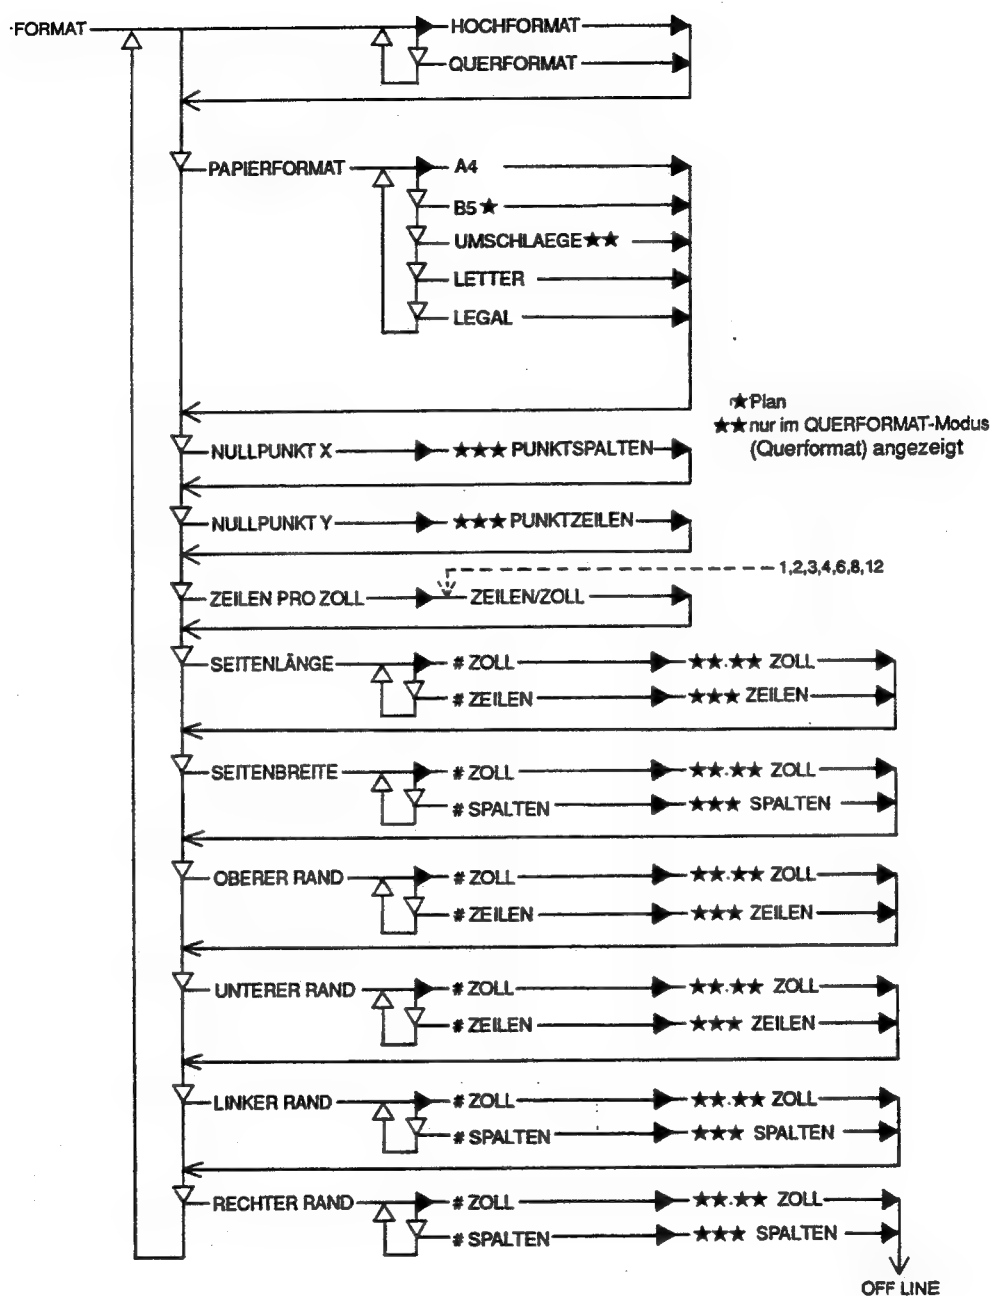 FORMAT
HOCHFORMAT
QUERFORMAT
PAPIERFORMAT
A4
B5★
UMSCHLAEGE★★
LETTER
LEGAL
★Plan
★★nur im QUERFORMAT-Modus
(Querformat) angezeigt
NULLPUNKT X ★★★ PUNKTSPALTEN
NULLPUNKT Y ★★★ PUNKTZEILEN
1,2,3,4,6,8,12
ZEILEN PRO ZOLL ZEILEN/ZOLL
SEITENLÄNGE # ZOLL ★★.★★ ZOLL
# ZEILEN ★★★ ZEILEN
SEITENBREITE # ZOLL ★★.★★ ZOLL
# SPALTEN ★★★ SPALTEN
OBERER RAND # ZOLL ★★.★★ ZOLL
# ZEILEN ★★★ ZEILEN
UNTERER RAND # ZOLL ★★.★★ ZOLL
# ZEILEN ★★★ ZEILEN
LINKER RAND # ZOLL ★★.★★ ZOLL
# SPALTEN ★★★ SPALTEN
RECHTER RAND # ZOLL ★★.★★ ZOLL
# SPALTEN ★★★ SPALTEN
OFF LINE